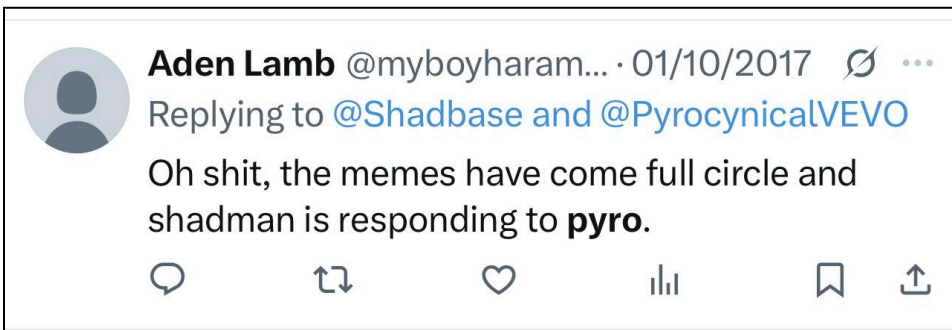 Aden Lamb @myboyharam... · 01/10/2017
Replying to @Shadbase and @PyrocynicalVEVO
Oh shit, the memes have come full circle and
shadman is responding to pyro.